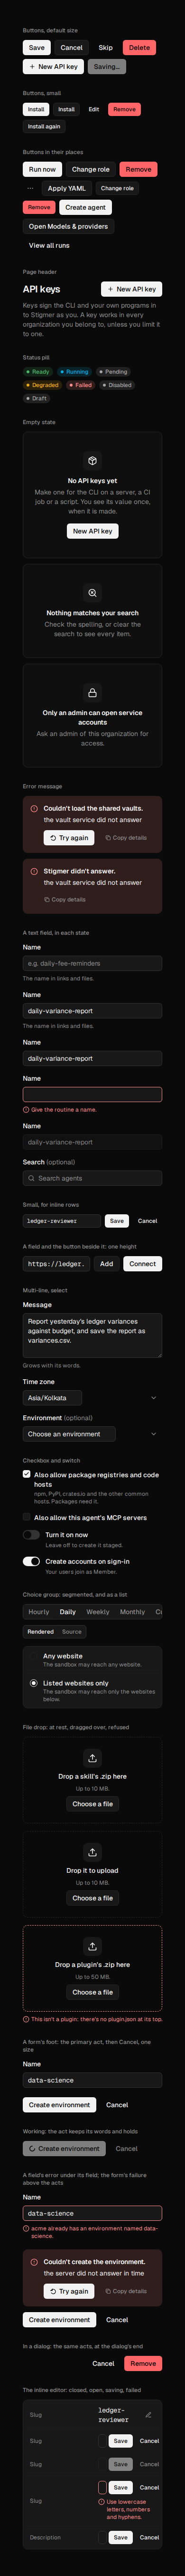 Buttons, default size
Save
Cancel
Skip
Delete
New API key
Saving…
Buttons, small
Install
Install
Edit
Remove
Install again
Buttons in their places
Run now
Change role
Remove
Apply YAML
Change role
Remove
Create agent
Open Models & providers
View all runs
Page header
API keys
New API key
Keys sign the CLI and your own programs in
to Stigmer as you. A key works in every
organization you belong to, unless you limit it
to one.
Status pill
Ready
Running
Pending
Degraded
Failed
Disabled
Draft
Empty state
No API keys yet
Make one for the CLI on a server, a CI
job or a script. You see its value once,
when it is made.
New API key
Nothing matches your search
Check the spelling, or clear the
search to see every item.
Only an admin can open service
accounts
Ask an admin of this organization for
access.
Error message
Couldn't load the shared vaults.
the vault service did not answer
Try again
Copy details
Stigmer didn't answer.
the vault service did not answer
Copy details
A text field, in each state
Name
e.g. daily-fee-reminders
The name in links and files.
Name
daily-variance-report
The name in links and files.
Name
daily-variance-report
Name
Give the routine a name.
Name
daily-variance-report
Search (optional)
Search agents
Small, for inline rows
ledger-reviewer
Save
Cancel
A field and the button beside it: one height
https://ledger.
Add
Connect
Multi-line, select
Message
Report yesterday's ledger variances
against budget, and save the report as
variances.csv.
Grows with its words.
Time zone
Asia/Kolkata
Environment (optional)
Choose an environment
Checkbox and switch
Also allow package registries and code
hosts
npm, PyPI, crates.io and the other common
hosts. Packages need it.
Also allow this agent's MCP servers
Turn it on now
Leave off to create it staged.
Create accounts on sign-in
Your users join as Member.
Choice group: segmented, and as a list
Hourly
Daily
Weekly
Monthly
Rendered
Source
Any website
The sandbox may reach any website.
Listed websites only
The sandbox may reach only the websites
below.
File drop: at rest, dragged over, refused
Drop a skill's .zip here
Up to 10 MB.
Choose a file
Drop it to upload
Up to 10 MB.
Choose a file
Drop a plugin's .zip here
Up to 50 MB.
Choose a file
This isn't a plugin: there's no plugin.json at its top.
A form's foot: the primary act, then Cancel, one
size
Name
data-science
Create environment
Cancel
Working: the act keeps its words and holds
Create environment
Cancel
A field's error under its field; the form's failure
above the acts
Name
data-science
acme already has an environment named data-
science.
Couldn't create the environment.
the server did not answer in time
Try again
Copy details
Create environment
Cancel
In a dialog: the same acts, at the dialog's end
Cancel
Remove
The inline editor: closed, open, saving, failed
Slug
ledger-
reviewer
Slug
Save
Cancel
Slug
Save
Cancel
Slug
Save
Cancel
Use lowercase
letters, numbers
and hyphens.
Description
Save
Cancel